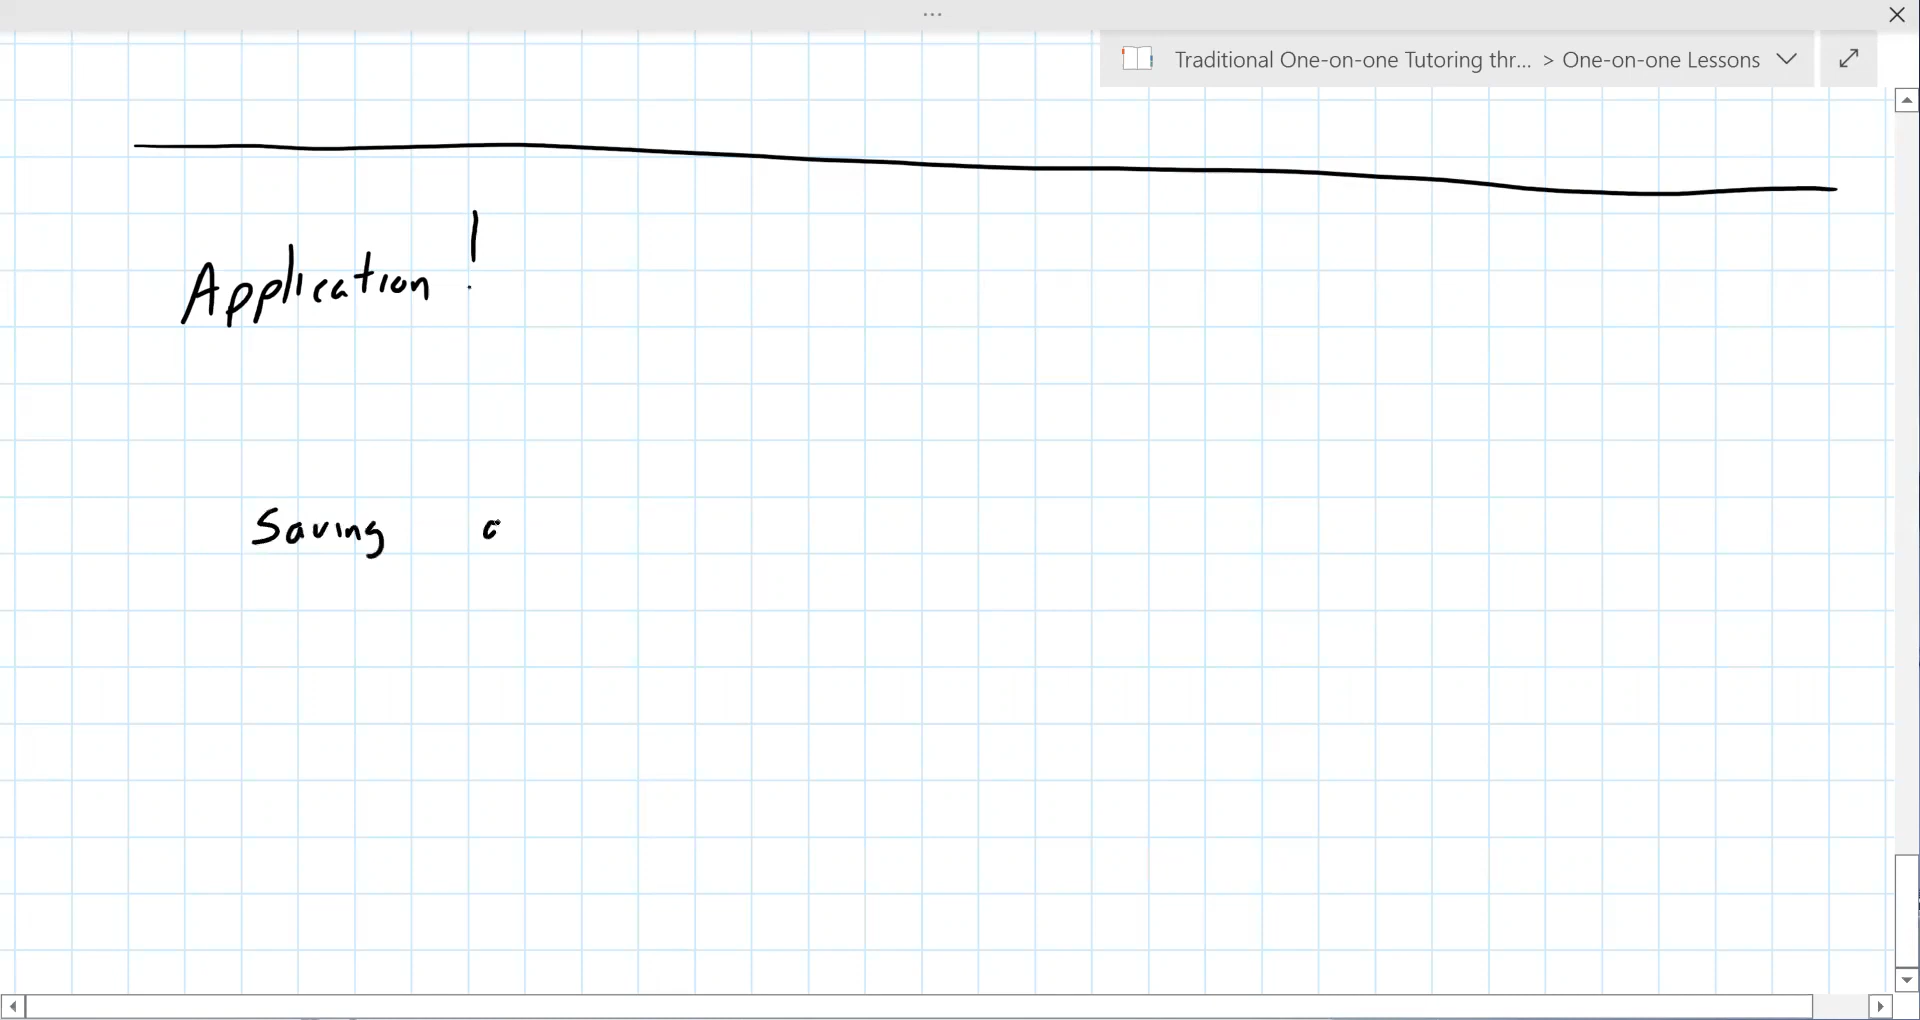 ...
Traditional One-on-one Tutoring thr... > One-on-one Lessons
Application!
Saving